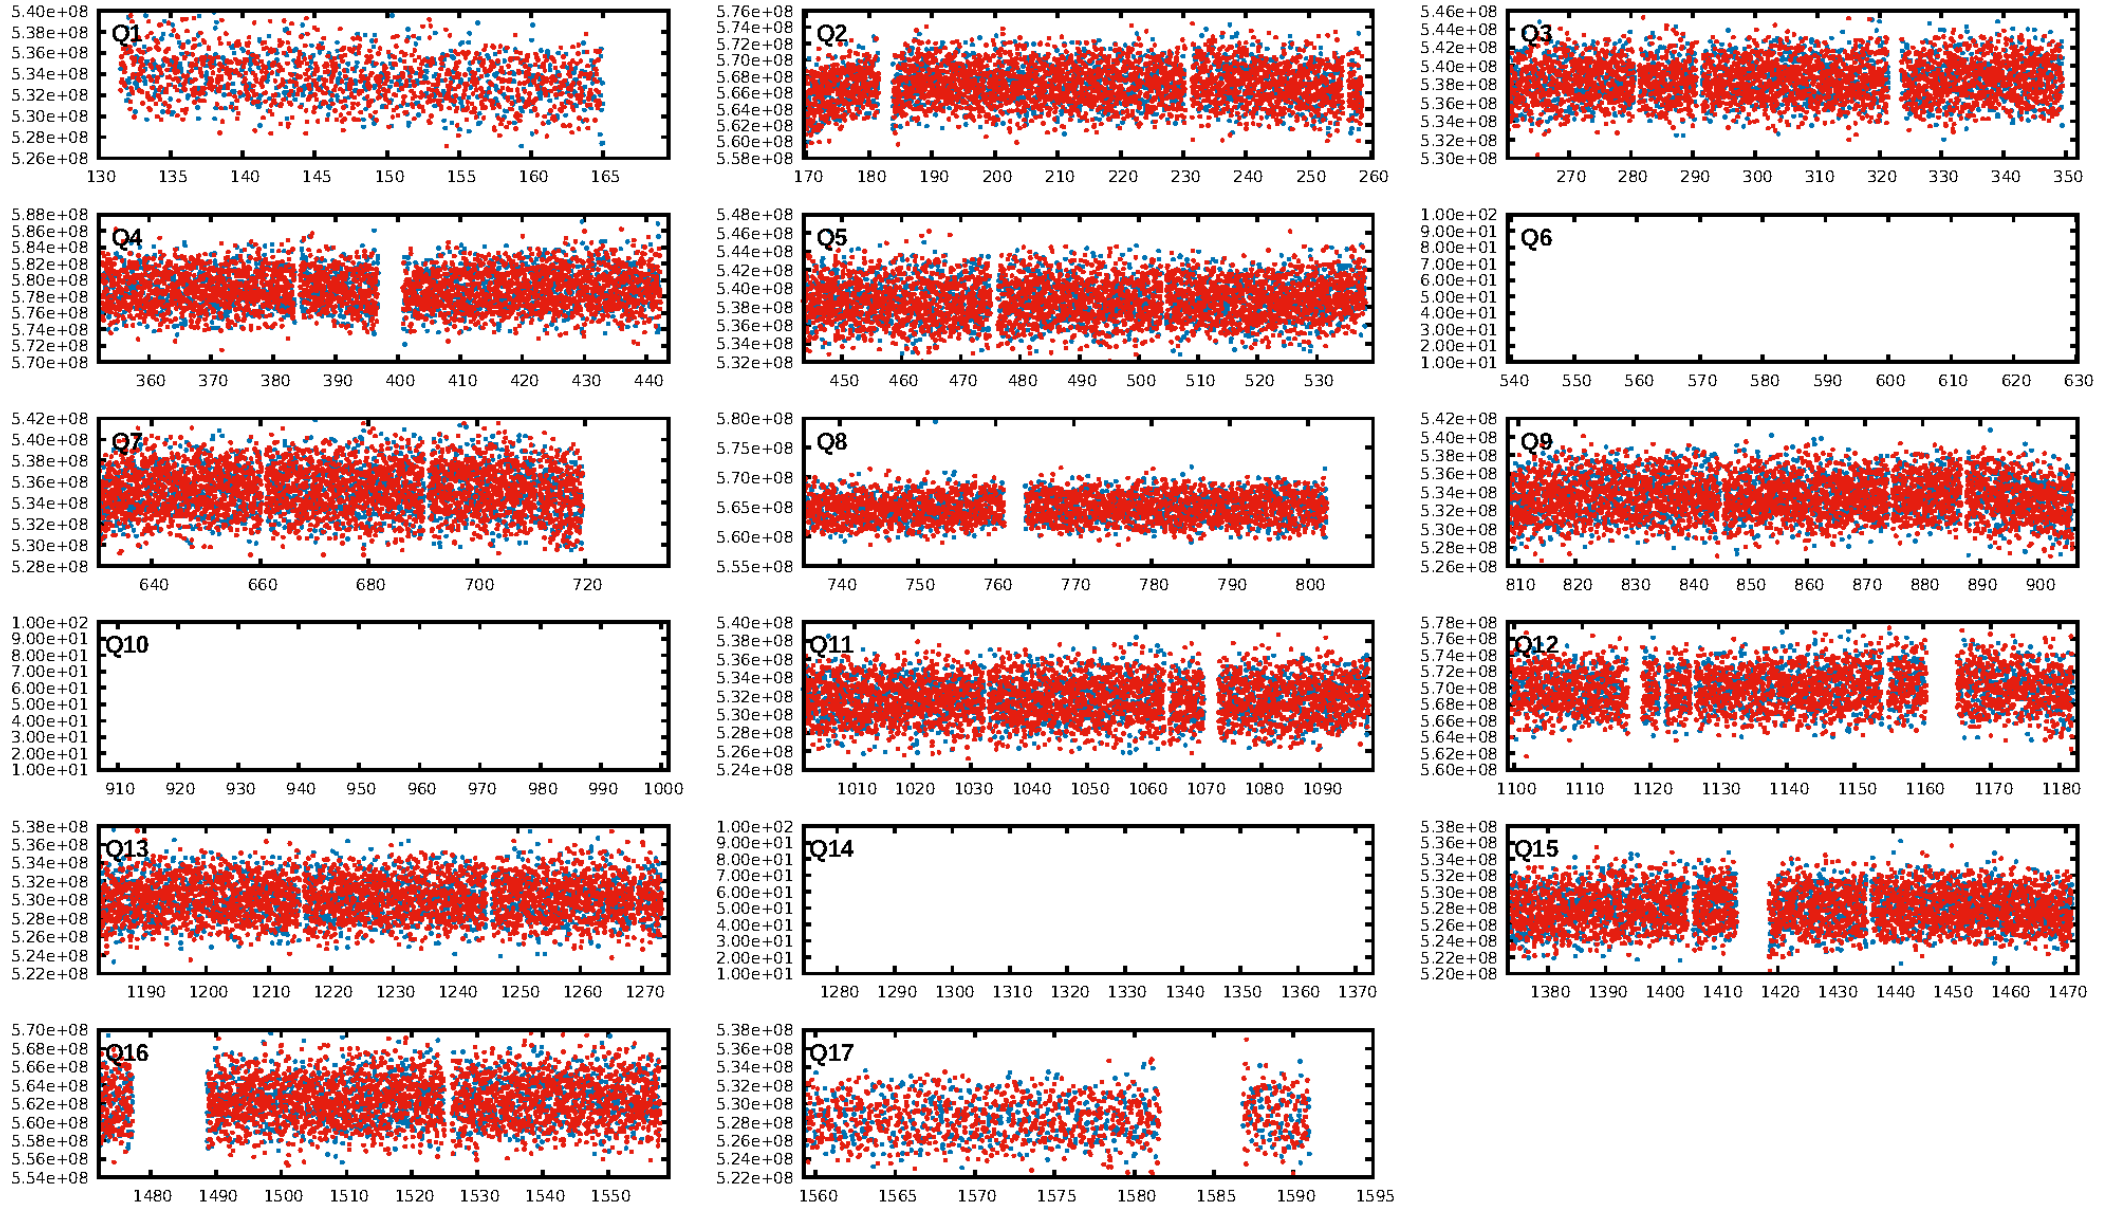 Q1
5.40e+08
5.38e+08
5.36e+08
5.34e+08
5.32e+08
5.30e+08
5.28e+08
5.26e+08
130 135 140 145 150 155 160 165
Q2
5.76e+08
5.74e+08
5.72e+08
5.70e+08
5.68e+08
5.66e+08
5.64e+08
5.62e+08
5.60e+08
5.58e+08
170 180 190 200 210 220 230 240 250 260
Q3
5.46e+08
5.44e+08
5.42e+08
5.40e+08
5.38e+08
5.36e+08
5.34e+08
5.32e+08
5.30e+08
270 280 290 300 310 320 330 340 350
Q4
5.88e+08
5.86e+08
5.84e+08
5.82e+08
5.80e+08
5.78e+08
5.76e+08
5.74e+08
5.72e+08
5.70e+08
360 370 380 390 400 410 420 430 440
Q5
5.48e+08
5.46e+08
5.44e+08
5.42e+08
5.40e+08
5.38e+08
5.36e+08
5.34e+08
5.32e+08
450 460 470 480 490 500 510 520 530
Q6
1.00e+02
9.00e+01
8.00e+01
7.00e+01
6.00e+01
5.00e+01
4.00e+01
3.00e+01
2.00e+01
1.00e+01
540 550 560 570 580 590 600 610 620 630
Q7
5.42e+08
5.40e+08
5.38e+08
5.36e+08
5.34e+08
5.32e+08
5.30e+08
5.28e+08
640 660 680 700 720
Q8
5.80e+08
5.75e+08
5.70e+08
5.65e+08
5.60e+08
5.55e+08
740 750 760 770 780 790 800
Q9
5.42e+08
5.40e+08
5.38e+08
5.36e+08
5.34e+08
5.32e+08
5.30e+08
5.28e+08
5.26e+08
810 820 830 840 850 860 870 880 890 900
Q10
1.00e+02
9.00e+01
8.00e+01
7.00e+01
6.00e+01
5.00e+01
4.00e+01
3.00e+01
2.00e+01
1.00e+01
910 920 930 940 950 960 970 980 990 1000
Q11
5.40e+08
5.38e+08
5.36e+08
5.34e+08
5.32e+08
5.30e+08
5.28e+08
5.26e+08
5.24e+08
1010 1020 1030 1040 1050 1060 1070 1080 1090
Q12
5.78e+08
5.76e+08
5.74e+08
5.72e+08
5.70e+08
5.68e+08
5.66e+08
5.64e+08
5.62e+08
5.60e+08
1100 1110 1120 1130 1140 1150 1160 1170 1180
Q13
5.38e+08
5.36e+08
5.34e+08
5.32e+08
5.30e+08
5.28e+08
5.26e+08
5.24e+08
5.22e+08
1190 1200 1210 1220 1230 1240 1250 1260 1270
Q14
1.00e+02
9.00e+01
8.00e+01
7.00e+01
6.00e+01
5.00e+01
4.00e+01
3.00e+01
2.00e+01
1.00e+01
1280 1290 1300 1310 1320 1330 1340 1350 1360 1370
Q15
5.38e+08
5.36e+08
5.34e+08
5.32e+08
5.30e+08
5.28e+08
5.26e+08
5.24e+08
5.22e+08
5.20e+08
1380 1390 1400 1410 1420 1430 1440 1450 1460 1470
Q16
5.70e+08
5.68e+08
5.66e+08
5.64e+08
5.62e+08
5.60e+08
5.58e+08
5.56e+08
5.54e+08
1480 1490 1500 1510 1520 1530 1540 1550
Q17
5.38e+08
5.36e+08
5.34e+08
5.32e+08
5.30e+08
5.28e+08
5.26e+08
5.24e+08
5.22e+08
1560 1565 1570 1575 1580 1585 1590 1595